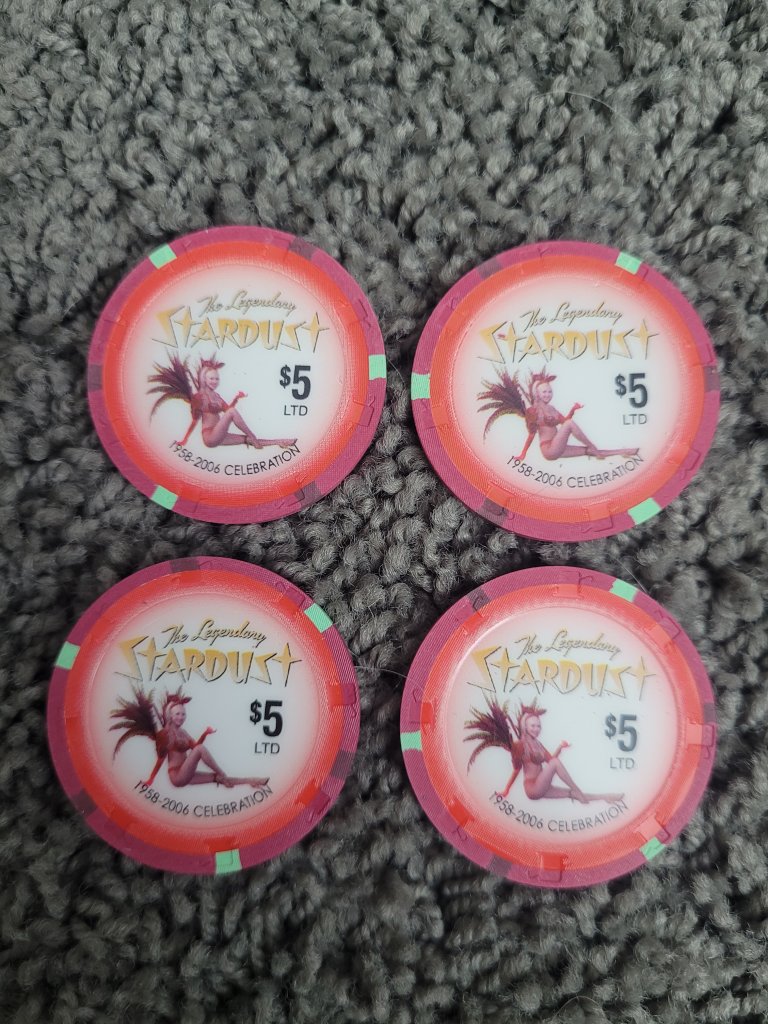 The Legendary
STARDUST
$5
LTD
1958-2006 CELEBRATION
The Legendary
STARDUST
$5
LTD
1958-2006 CELEBRATION
The Legendary
STARDUST
$5
LTD
1958-2006 CELEBRATION
The Legendary
STARDUST
$5
LTD
1958-2006 CELEBRATION